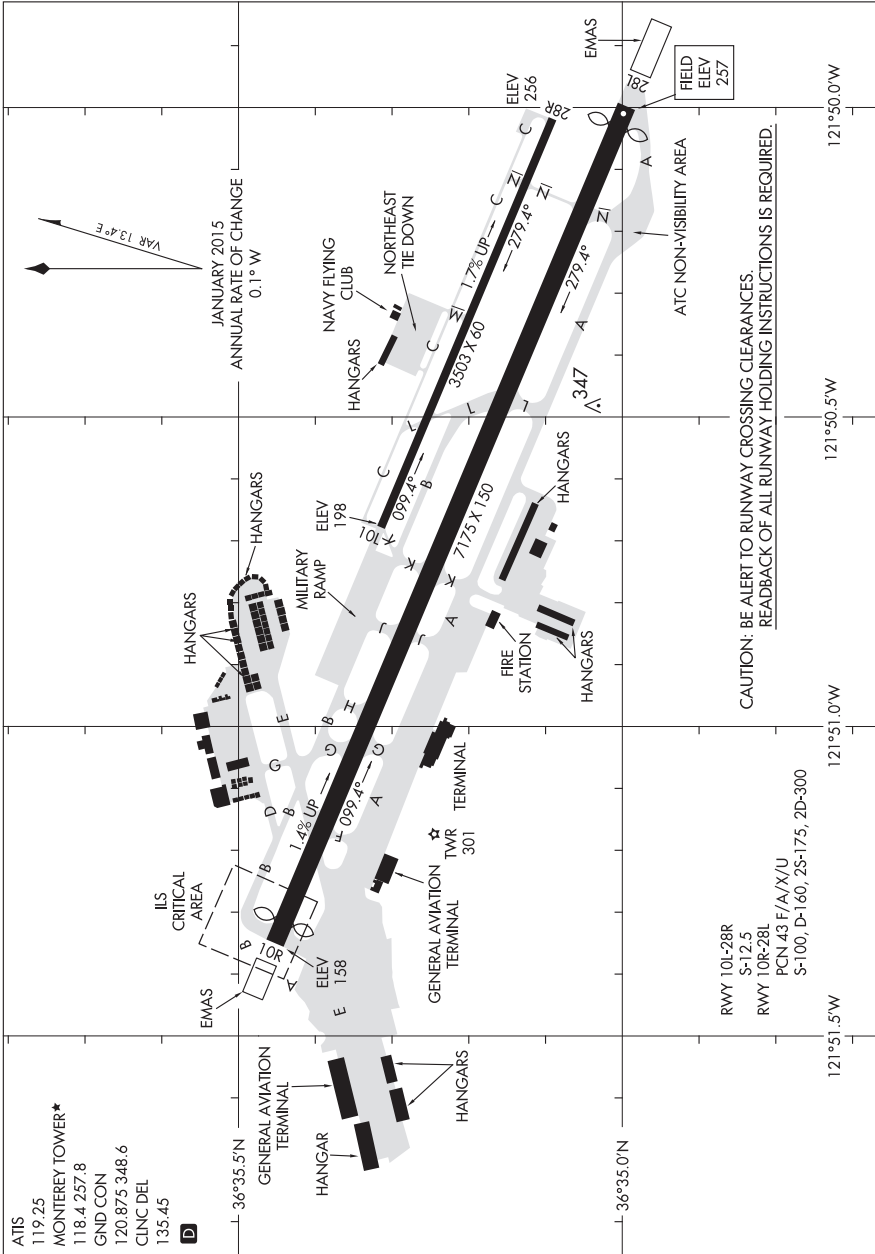 ATIS
119.25
MONTEREY TOWER★
118.4 257.8
GND CON
120.875 348.6
CLNC DEL
135.45
D
JANUARY 2015
ANNUAL RATE OF CHANGE
0.1° W
VAR 13.4° E
EMAS
FIELD
ELEV
257
28L
ELEV
256
28R
C
C
N1
N1
N1
A
ATC NON-VISIBILITY AREA
NAVY FLYING
CLUB
NORTHEAST
TIE DOWN
HANGARS
1.7% UP
279.4°
279.4°
M1
C
A
3503 X 60
347
L
L
L
L
C
099.4°
B
ELEV
198
10L
K
K
K
7175 X 150
HANGARS
HANGARS
HANGARS
MILITARY
RAMP
J
J
A
FIRE
STATION
HANGARS
E
B
H
G
G
G
D
B
1.4% UP
099.4°
F
A
TERMINAL
TWR
301
ILS
CRITICAL
AREA
B
B
10R
ELEV
158
A
EMAS
E
GENERAL AVIATION
TERMINAL
GENERAL AVIATION
TERMINAL
HANGAR
HANGARS
CAUTION: BE ALERT TO RUNWAY CROSSING CLEARANCES.
READBACK OF ALL RUNWAY HOLDING INSTRUCTIONS IS REQUIRED.
RWY 10L-28R
S-12.5
RWY 10R-28L
PCN 43 F/A/X/U
S-100, D-160, 2S-175, 2D-300
36°35.5'N
36°35.0'N
121°51.5'W
121°51.0'W
121°50.5'W
121°50.0'W